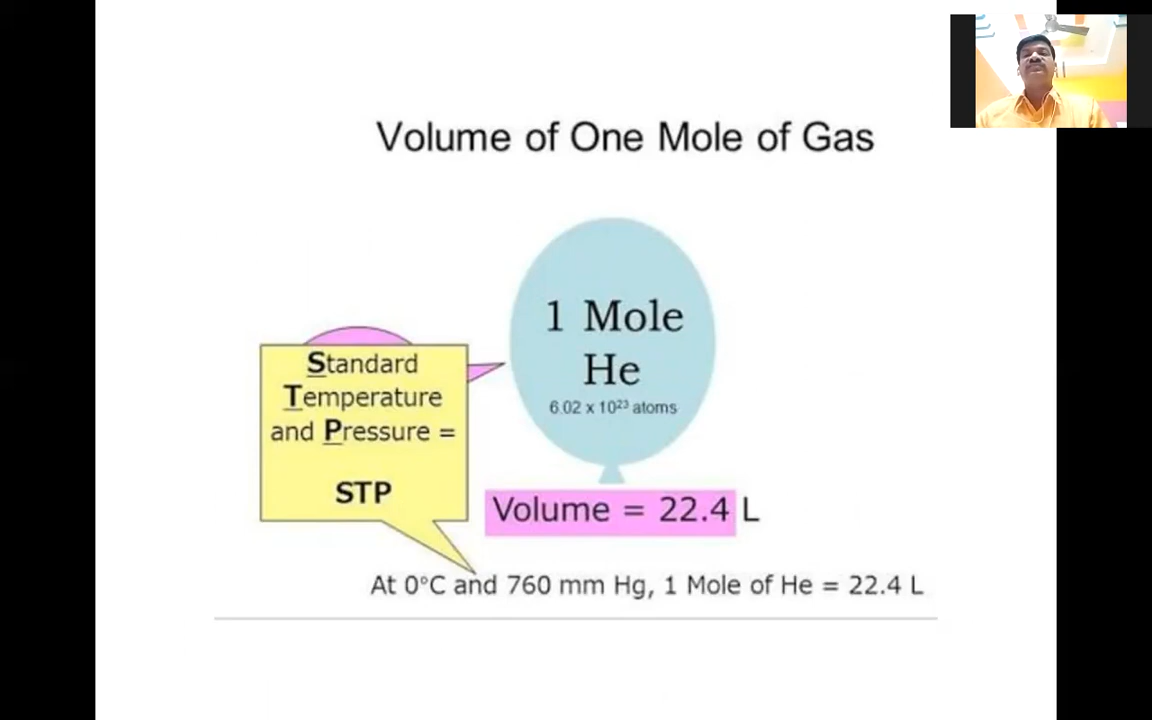 Volume of One Mole of Gas
1 Mole
He
6.02 x 10²³ atoms
Standard
Temperature
and Pressure =
STP
Volume = 22.4 L
At 0°C and 760 mm Hg, 1 Mole of He = 22.4 L